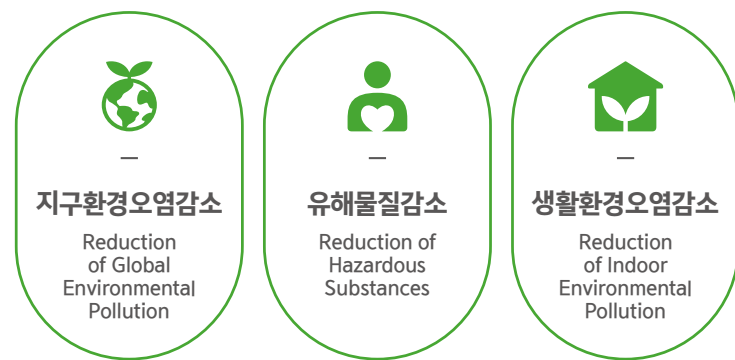 지구환경오염감소
Reduction
of Global
Environmental
Pollution
유해물질감소
Reduction of
Hazardous
Substances
생활환경오염감소
Reduction
of Indoor
Environmental
Pollution